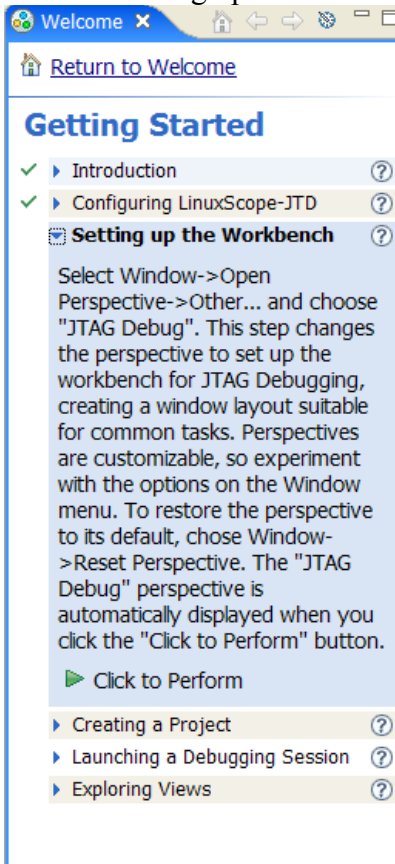 Welcome
Return to Welcome
Getting Started
Introduction
Configuring LinuxScope-JTD
Setting up the Workbench
Select Window->Open
Perspective->Other... and choose
"JTAG Debug". This step changes
the perspective to set up the
workbench for JTAG Debugging,
creating a window layout suitable
for common tasks. Perspectives
are customizable, so experiment
with the options on the Window
menu. To restore the perspective
to its default, chose Window-
>Reset Perspective. The "JTAG
Debug" perspective is
automatically displayed when you
click the "Click to Perform" button.
Click to Perform
Creating a Project
Launching a Debugging Session
Exploring Views